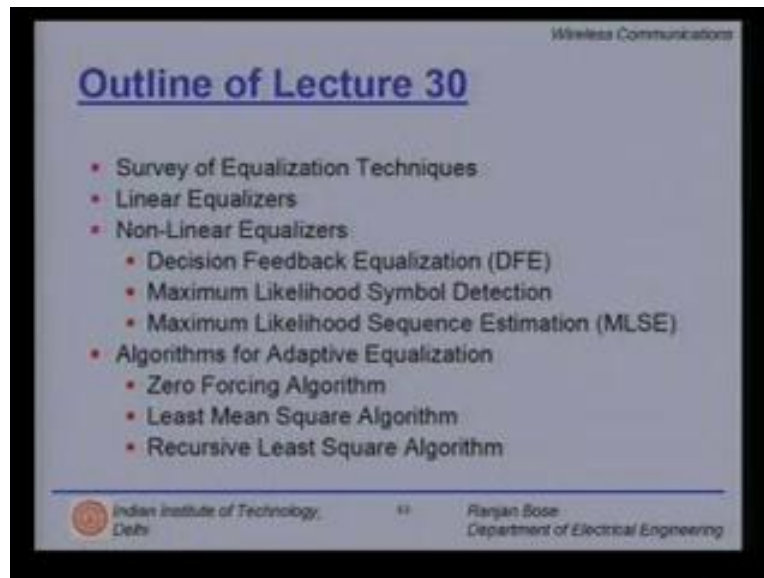 Wireless Communications
Outline of Lecture 30
Survey of Equalization Techniques
Linear Equalizers
Non-Linear Equalizers
Decision Feedback Equalization (DFE)
Maximum Likelihood Symbol Detection
Maximum Likelihood Sequence Estimation (MLSE)
Algorithms for Adaptive Equalization
Zero Forcing Algorithm
Least Mean Square Algorithm
Recursive Least Square Algorithm
Indian Institute of Technology, Ranjan Bose
Delhi Department of Electrical Engineering